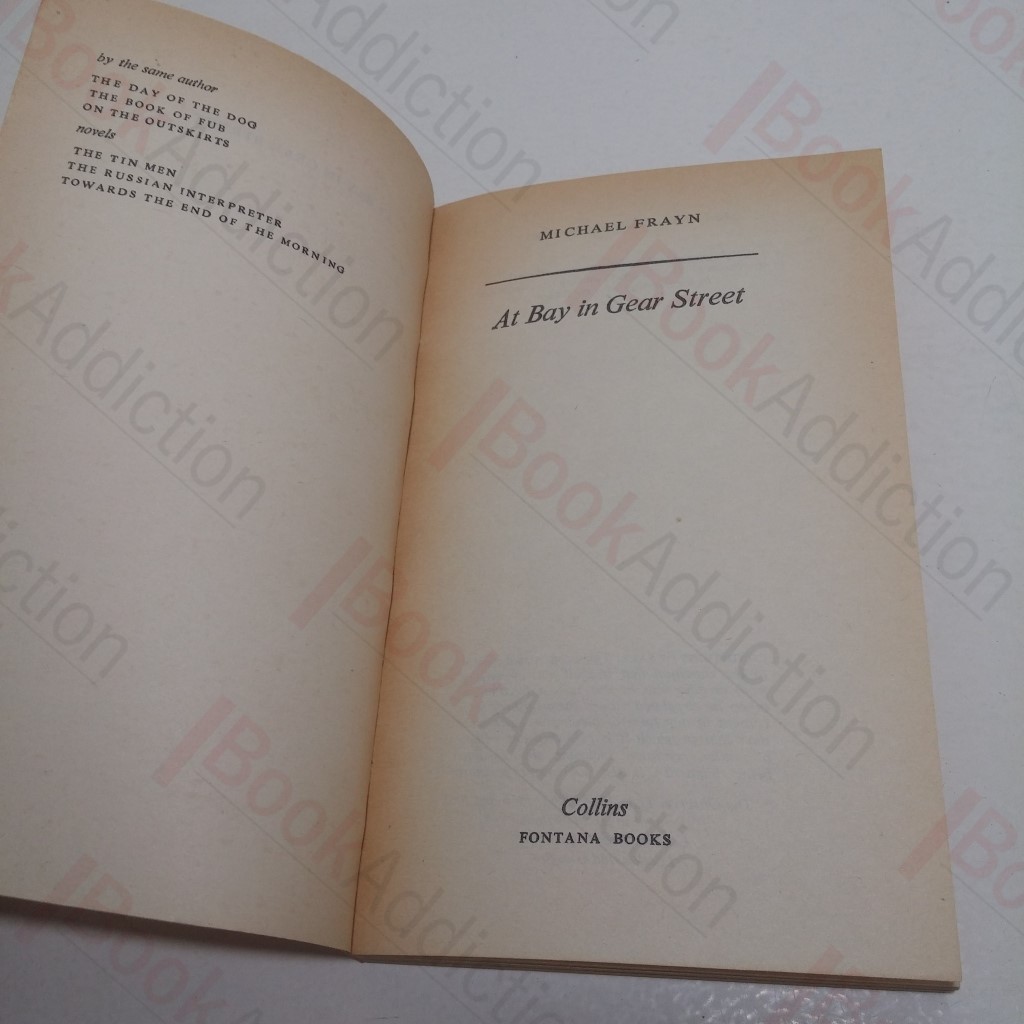 by the same author
THE DAY OF THE DOG
THE BOOK OF FUB
ON THE OUTSKIRTS
novels
THE TIN MEN
THE RUSSIAN INTERPRETER
TOWARDS THE END OF THE MORNING
MICHAEL FRAYN
At Bay in Gear Street
Collins
FONTANA BOOKS
BookAddiction